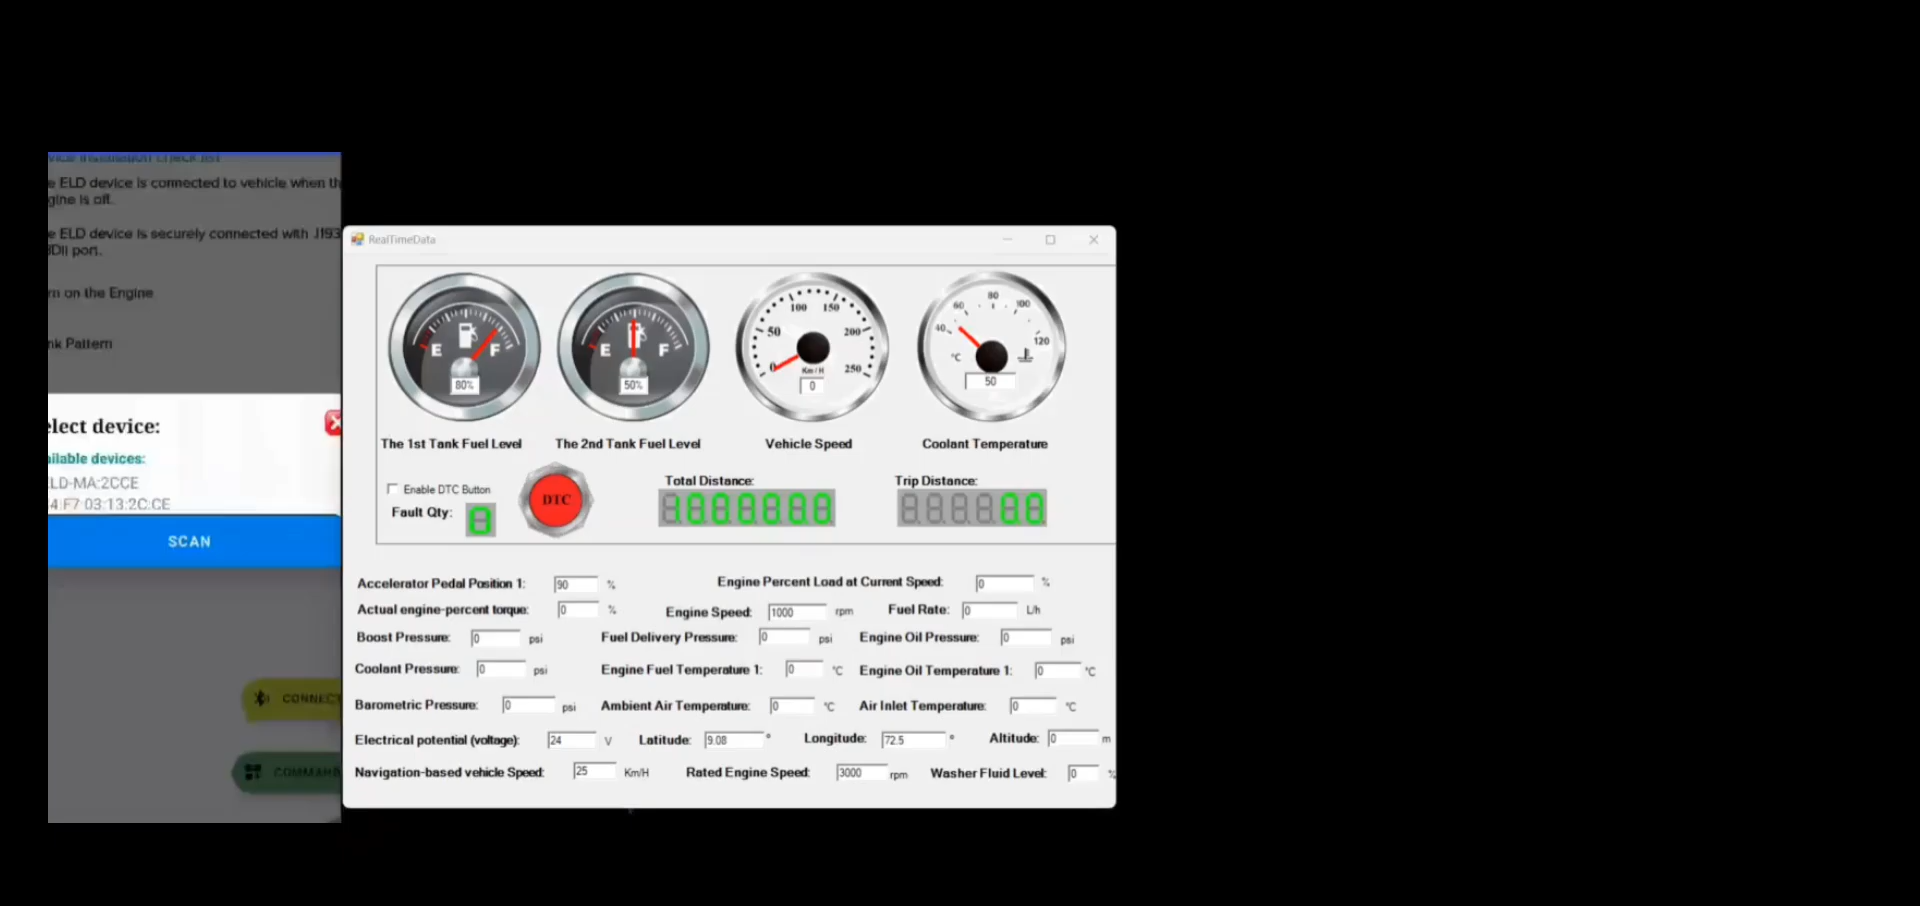 e ELD device is connected to vehicle when th
gine is off.
e ELD device is securely connected with J193
BDII port.
rn on the Engine
nk Pattern
elect device:
ailable devices:
LD-MA:2CCE
4:F7:03:13:2C:CE
SCAN
CONNEC
COMMAN
RealTimeData
E F
80%
The 1st Tank Fuel Level
E F
50%
The 2nd Tank Fuel Level
0 50 100 150 200 250
Km/H
0
Vehicle Speed
40 60 80 100 120
°C
50
Coolant Temperature
Enable DTC Button
Fault Qty: 0
DTC
Total Distance:
1000000
Trip Distance:
00
Accelerator Pedal Position 1: 90 %
Engine Percent Load at Current Speed: 0 %
Actual engine-percent torque: 0 %
Engine Speed: 1000 rpm
Fuel Rate: 0 L/h
Boost Pressure: 0 psi
Fuel Delivery Pressure: 0 psi
Engine Oil Pressure: 0 psi
Coolant Pressure: 0 psi
Engine Fuel Temperature 1: 0 °C
Engine Oil Temperature 1: 0 °C
Barometric Pressure: 0 psi
Ambient Air Temperature: 0 °C
Air Inlet Temperature: 0 °C
Electrical potential (voltage): 24 V
Latitude: 9.08 °
Longitude: 72.5 °
Altitude: 0 m
Navigation-based vehicle Speed: 25 Km/H
Rated Engine Speed: 3000 rpm
Washer Fluid Level: 0 %